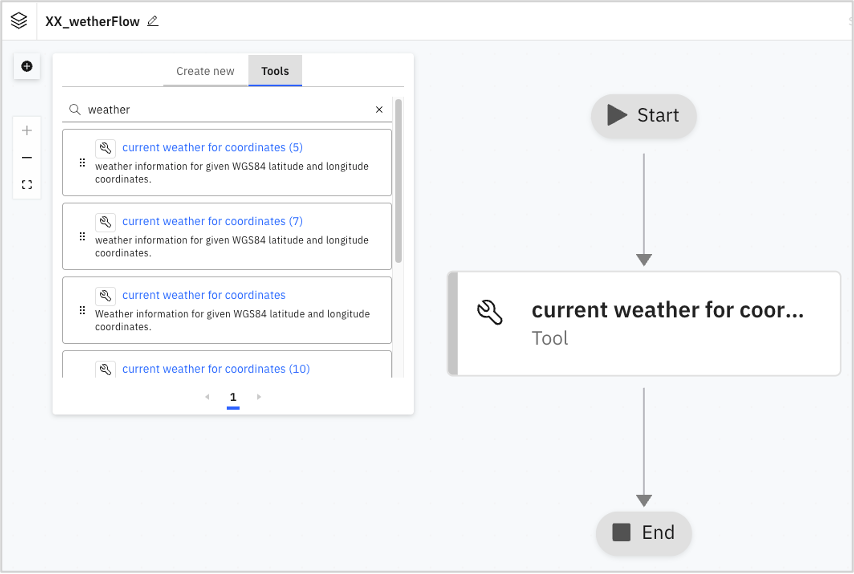 XX_wetherFlow
Create new
Tools
weather
current weather for coordinates (5)
weather information for given WGS84 latitude and longitude
coordinates.
current weather for coordinates (7)
weather information for given WGS84 latitude and longitude
coordinates.
current weather for coordinates
Weather information for given WGS84 latitude and longitude
coordinates.
current weather for coordinates (10)
1
Start
current weather for coor...
Tool
End